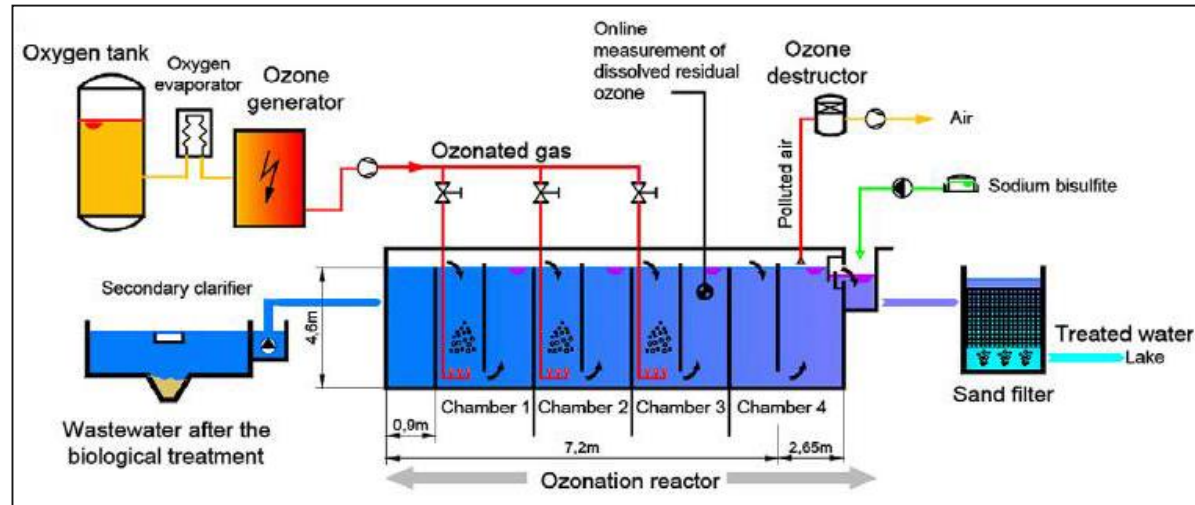 Oxygen tank
Oxygen
evaporator
Ozone
generator
Online
measurement of
dissolved residual
ozone
Ozone
destructor
Air
Ozonated gas
Polluted air
Sodium bisulfite
Secondary clarifier
4,6m
Wastewater after the
biological treatment
Chamber 1
Chamber 2
Chamber 3
Chamber 4
0,9m
7,2m
2,65m
Ozonation reactor
Treated water
Lake
Sand filter